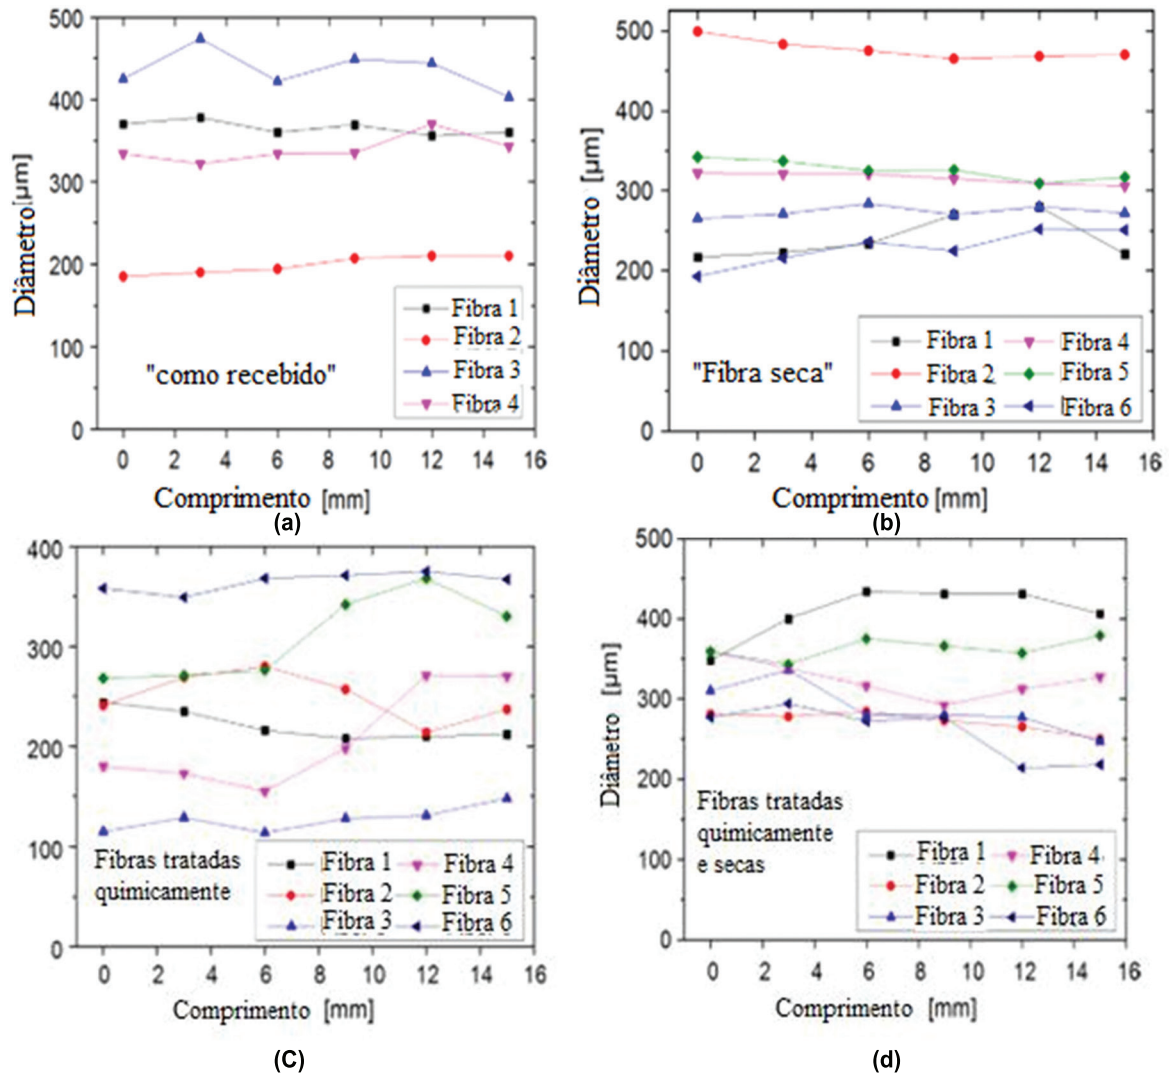 500
400
300
200
100
0
Diâmetro[µm]
"como recebido"
Fibra 1
Fibra 2
Fibra 3
Fibra 4
0 2 4 6 8 10 12 14 16
Comprimento [mm]
(a)
500
400
300
200
100
0
Diâmetro [µm]
"Fibra seca"
Fibra 1
Fibra 2
Fibra 3
Fibra 4
Fibra 5
Fibra 6
0 2 4 6 8 10 12 14 16
Comprimento [mm]
(b)
400
300
200
100
0
Fibras tratadas
quimicamente
Fibra 1
Fibra 2
Fibra 3
Fibra 4
Fibra 5
Fibra 6
0 2 4 6 8 10 12 14 16
Comprimento [mm]
(C)
500
400
300
200
100
0
Diâmetro [µm]
Fibras tratadas
quimicamente
e secas
Fibra 1
Fibra 2
Fibra 3
Fibra 4
Fibra 5
Fibra 6
0 2 4 6 8 10 12 14 16
Comprimento [mm]
(d)